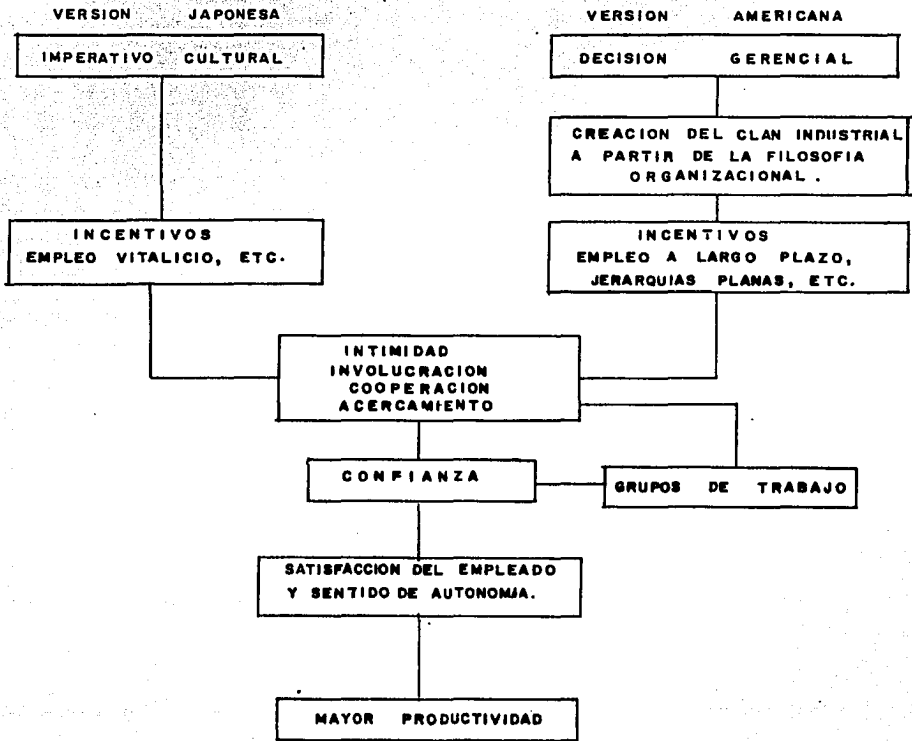 VERSION JAPONESA
IMPERATIVO CULTURAL
INCENTIVOS
EMPLEO VITALICIO, ETC.
VERSION AMERICANA
DECISION GERENCIAL
CREACION DEL CLAN INDUSTRIAL
A PARTIR DE LA FILOSOFIA
ORGANIZACIONAL.
INCENTIVOS
EMPLEO A LARGO PLAZO,
JERARQUIAS PLANAS, ETC.
INTIMIDAD
INVOLUCRACION
COOPERACION
ACERCAMIENTO
CONFIANZA
GRUPOS DE TRABAJO
SATISFACCION DEL EMPLEADO
Y SENTIDO DE AUTONOMIA.
MAYOR PRODUCTIVIDAD